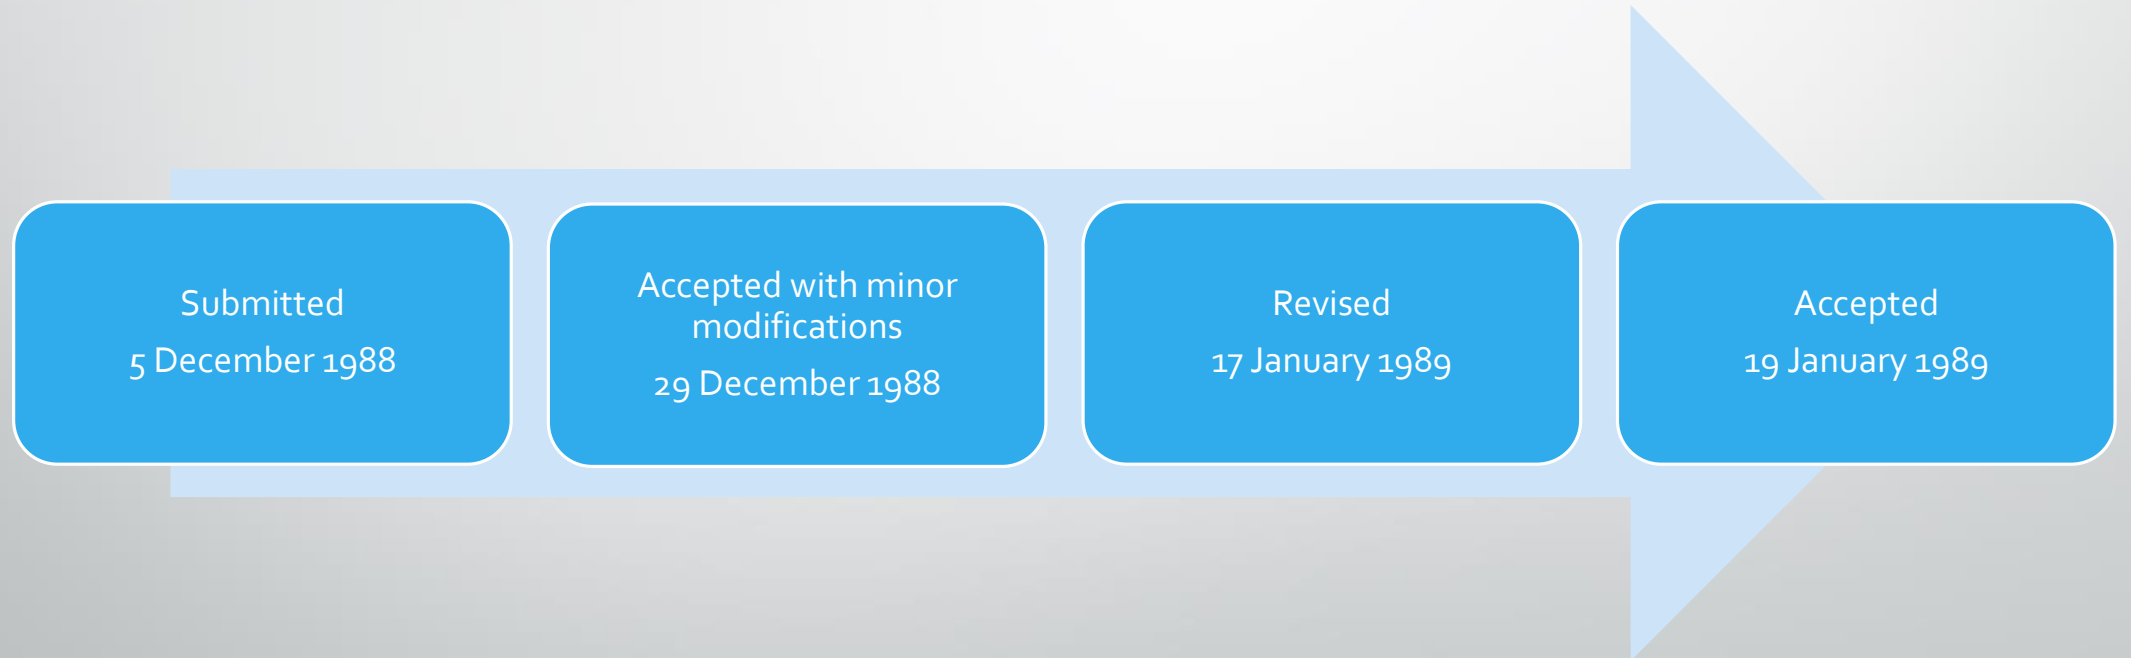 Submitted
5 December 1988
Accepted with minor
modifications
29 December 1988
Revised
17 January 1989
Accepted
19 January 1989